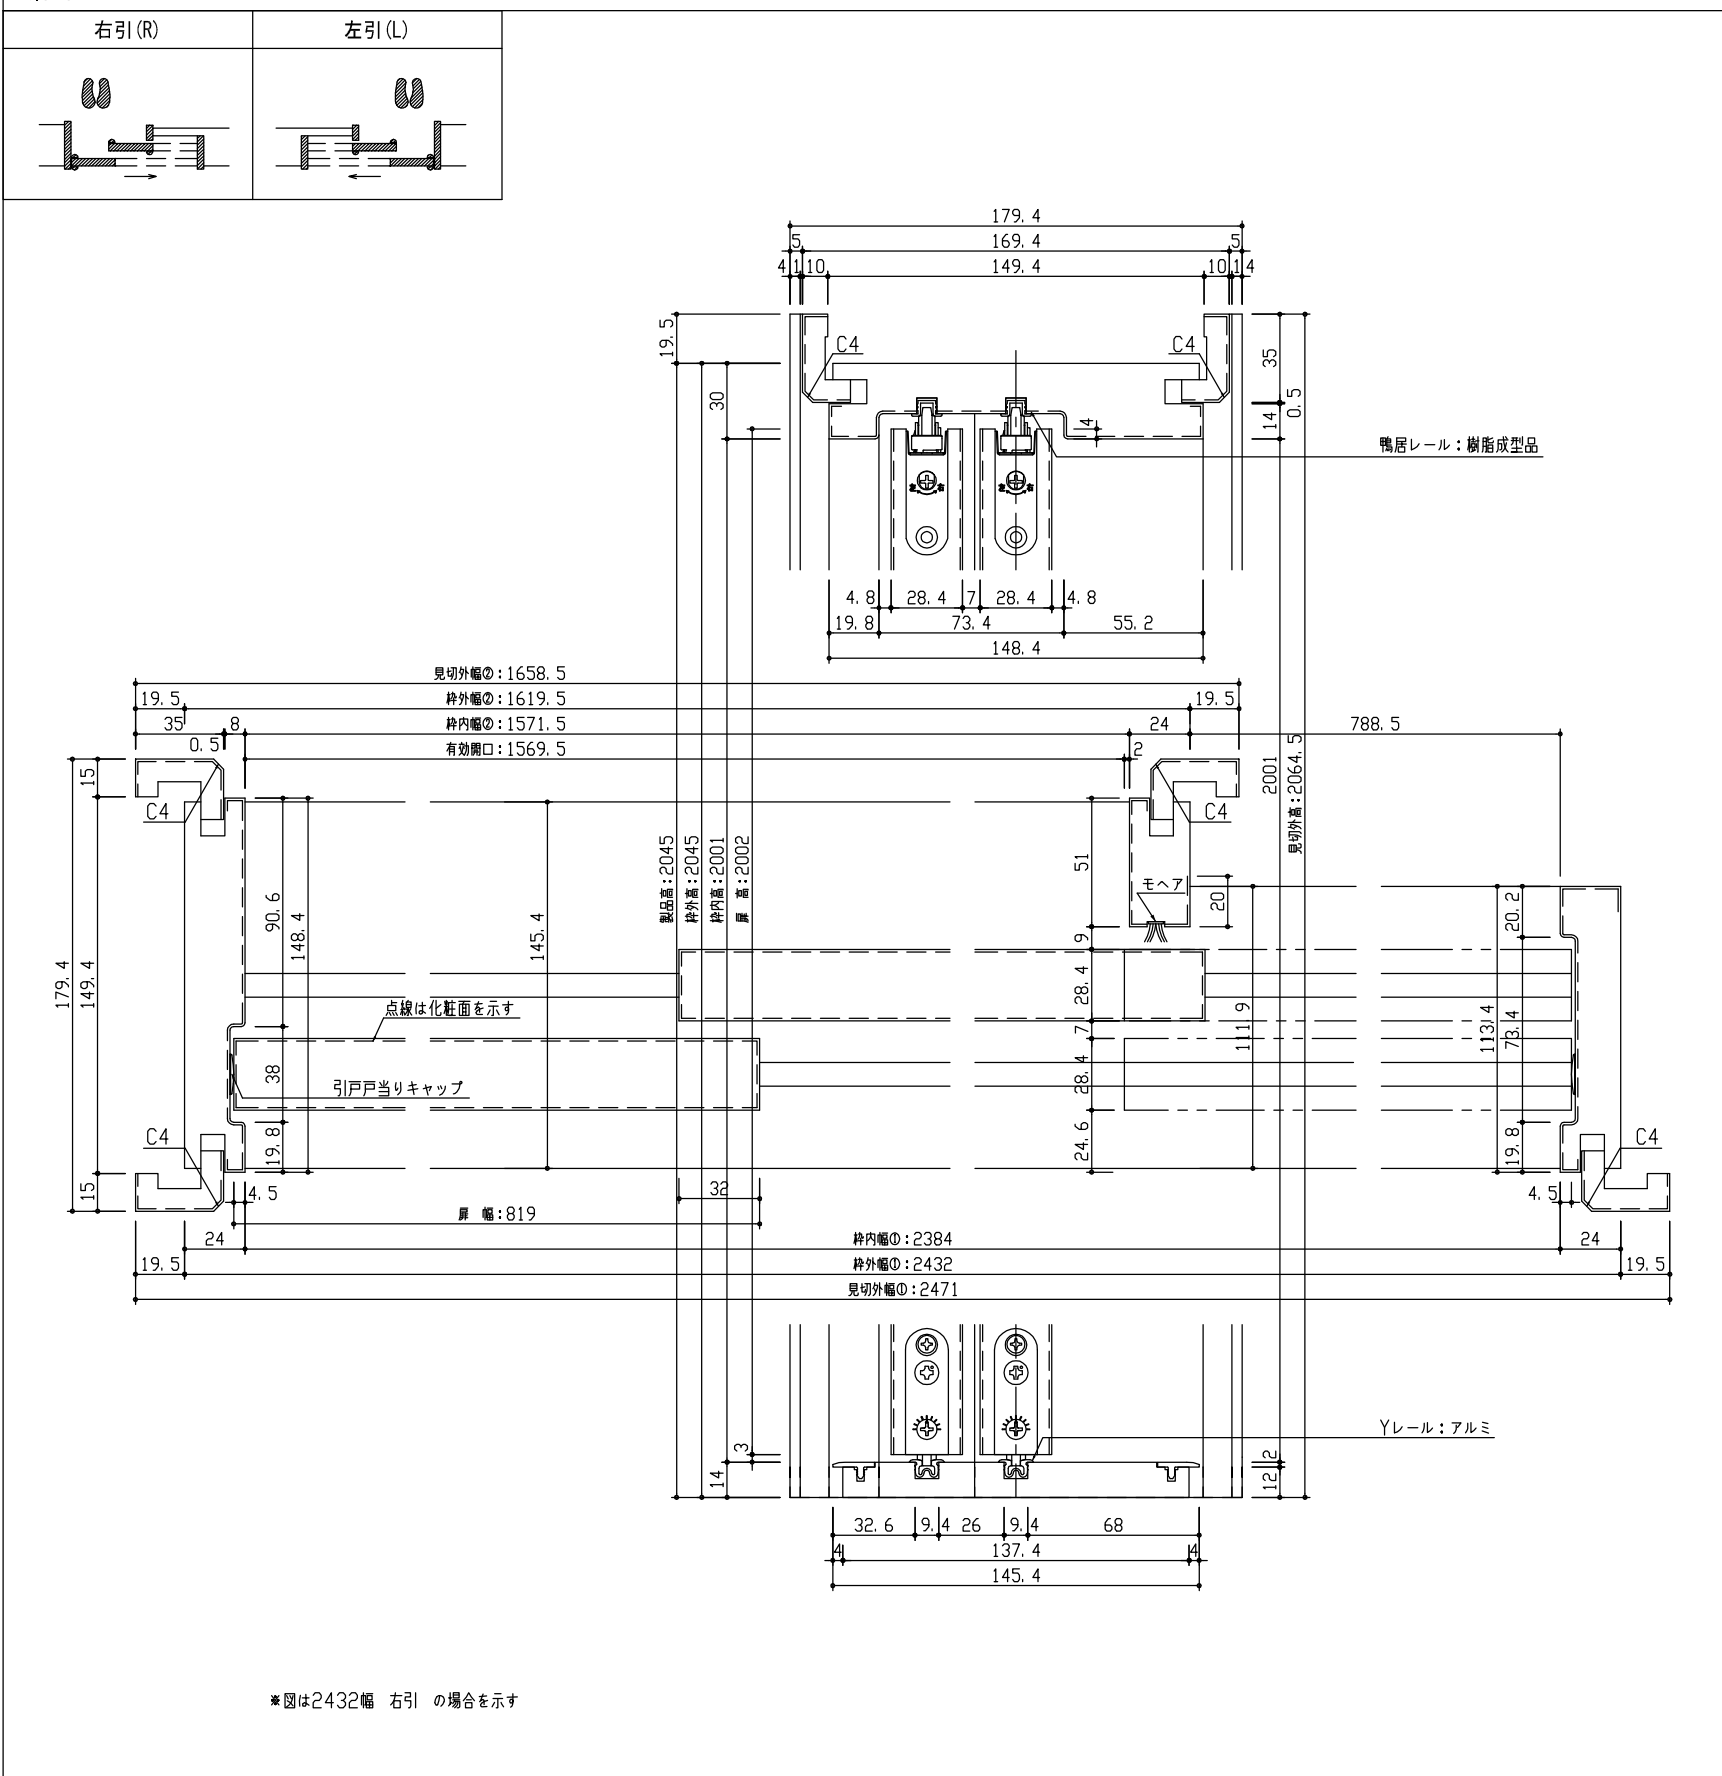 右引(R)
左引(L)
179.4
5
169.4
5
4
1
10
149.4
10
1
4
19.5
C4
C4
35
0.5
30
4
14
鴨居レール：樹脂成型品
左
右
左
右
4.8
28.4
7
28.4
4.8
19.8
73.4
55.2
148.4
見切外幅②：1658.5
19.5
枠外幅②：1619.5
19.5
35
8
枠内幅②：1571.5
24
788.5
0.5
有効開口：1569.5
2
15
C4
C4
2001
見切外高：2064.5
製品高：2045
枠外高：2045
枠内高：2001
扉　高：2002
51
モヘア
20
20.2
90.6
148.4
145.4
9
179.4
149.4
28.4
点線は化粧面を示す
7
111.9
113.4
73.4
38
28.4
引戸戸当りキャップ
C4
19.8
24.6
19.8
C4
15
4.5
32
4.5
扉　幅：819
24
枠内幅①：2384
24
19.5
枠外幅①：2432
19.5
見切外幅①：2471
Yレール：アルミ
3
14
2
12
32.6
9.4
26
9.4
68
4
137.4
4
145.4
※図は2432幅　右引　の場合を示す